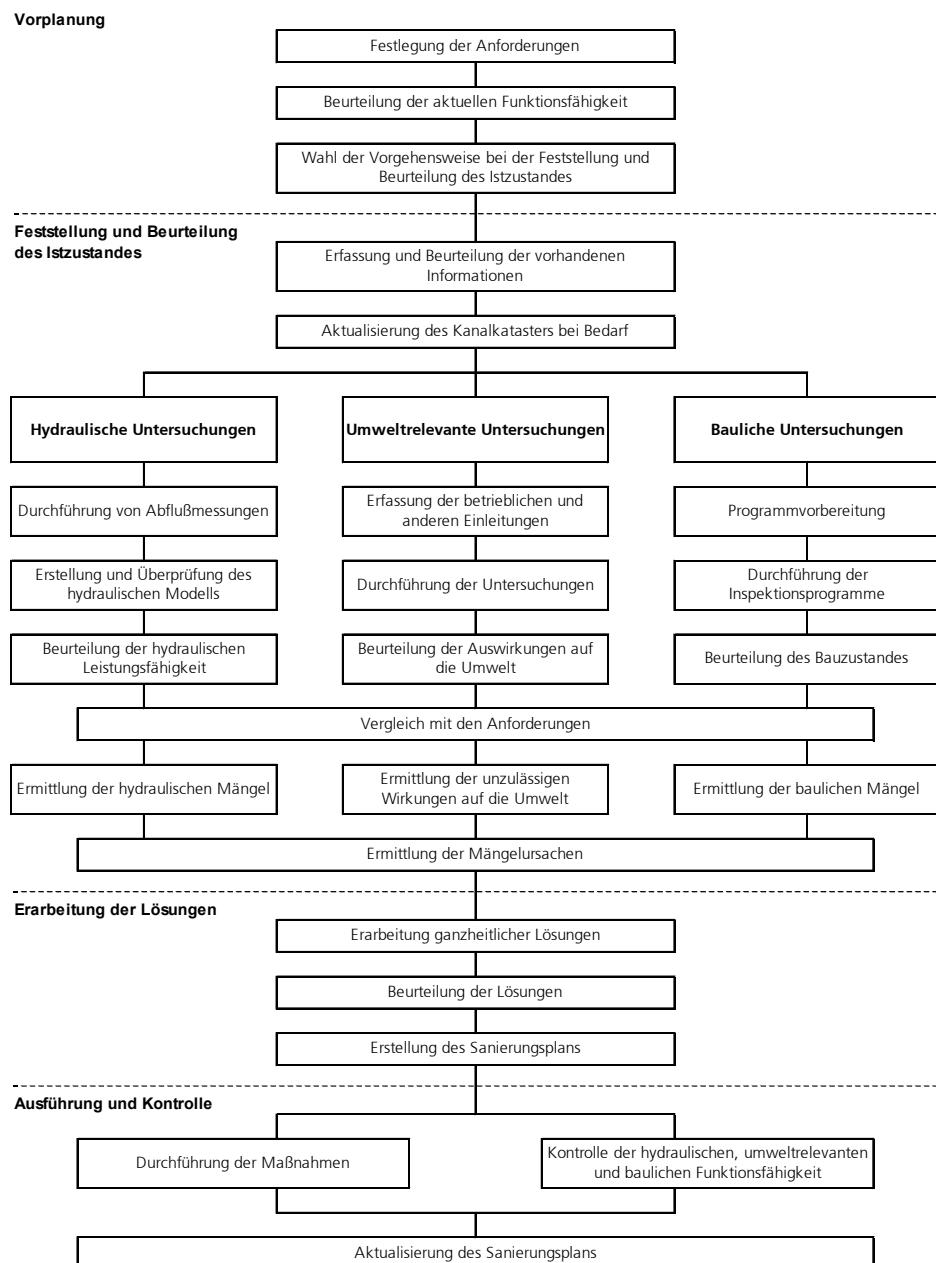 Vorplanung
Festlegung der Anforderungen
Beurteilung der aktuellen Funktionsfähigkeit
Wahl der Vorgehensweise bei der Feststellung und
Beurteilung des Istzustandes
Feststellung und Beurteilung
des Istzustandes
Erfassung und Beurteilung der vorhandenen
Informationen
Aktualisierung des Kanalkatasters bei Bedarf
Hydraulische Untersuchungen
Umweltrelevante Untersuchungen
Bauliche Untersuchungen
Durchführung von Abflußmessungen
Erfassung der betrieblichen und
anderen Einleitungen
Programmvorbereitung
Erstellung und Überprüfung des
hydraulischen Modells
Durchführung der Untersuchungen
Durchführung der
Inspektionsprogramme
Beurteilung der hydraulischen
Leistungsfähigkeit
Beurteilung der Auswirkungen auf
die Umwelt
Beurteilung des Bauzustandes
Vergleich mit den Anforderungen
Ermittlung der hydraulischen Mängel
Ermittlung der unzulässigen
Wirkungen auf die Umwelt
Ermittlung der baulichen Mängel
Ermittlung der Mängelursachen
Erarbeitung der Lösungen
Erarbeitung ganzheitlicher Lösungen
Beurteilung der Lösungen
Erstellung des Sanierungsplans
Ausführung und Kontrolle
Durchführung der Maßnahmen
Kontrolle der hydraulischen, umweltrelevanten
und baulichen Funktionsfähigkeit
Aktualisierung des Sanierungsplans